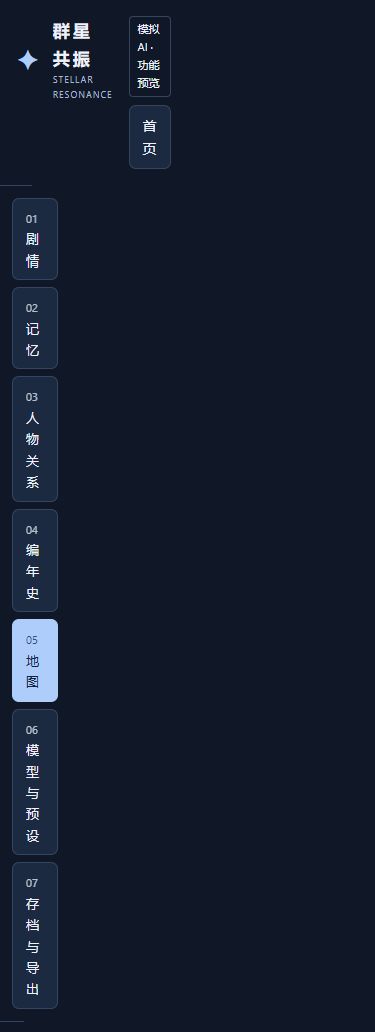 群星
共振
STELLAR
RESONANCE
模拟
AI ·
功能
预览
首
页
01
剧
情
02
记
忆
03
人
物
关
系
04
编
年
史
05
地
图
06
模
型
与
预
设
07
存
档
与
导
出